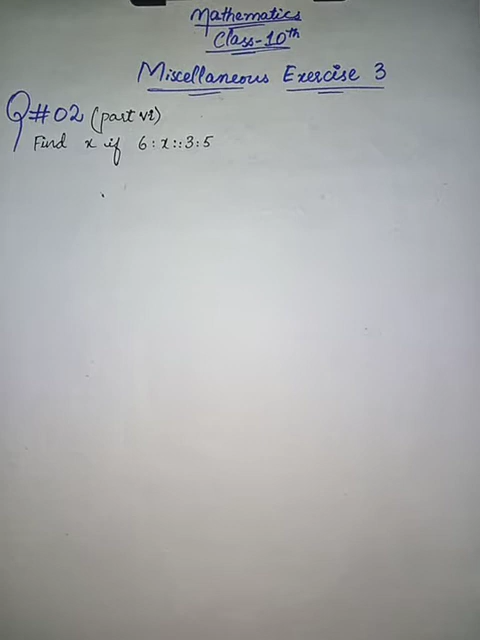 Mathematics
Class-10th
Miscellaneous Exercise 3
Q#02 (part vi)
Find x if 6:x::3:5